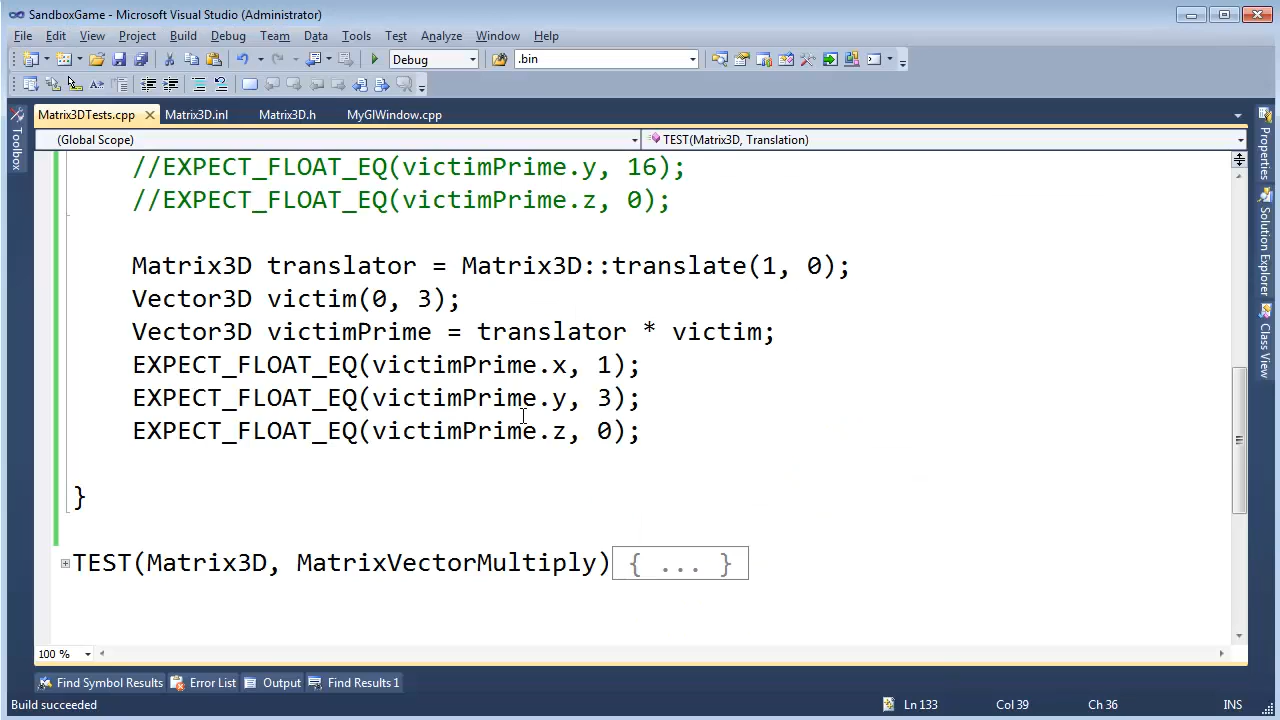 SandboxGame - Microsoft Visual Studio (Administrator)
File Edit View Project Build Debug Team Data Tools Test Analyze Window Help
Debug .bin
Matrix3DTests.cpp Matrix3D.inl Matrix3D.h MyGlWindow.cpp
(Global Scope) TEST(Matrix3D, Translation)
//EXPECT_FLOAT_EQ(victimPrime.y, 16);
//EXPECT_FLOAT_EQ(victimPrime.z, 0);
Matrix3D translator = Matrix3D::translate(1, 0);
Vector3D victim(0, 3);
Vector3D victimPrime = translator * victim;
EXPECT_FLOAT_EQ(victimPrime.x, 1);
EXPECT_FLOAT_EQ(victimPrime.y, 3);
EXPECT_FLOAT_EQ(victimPrime.z, 0);
}
TEST(Matrix3D, MatrixVectorMultiply){ ... }
100 %
Find Symbol Results Error List Output Find Results 1
Build succeeded Ln 133 Col 39 Ch 36 INS
Toolbox
Properties
Solution Explorer
Class View